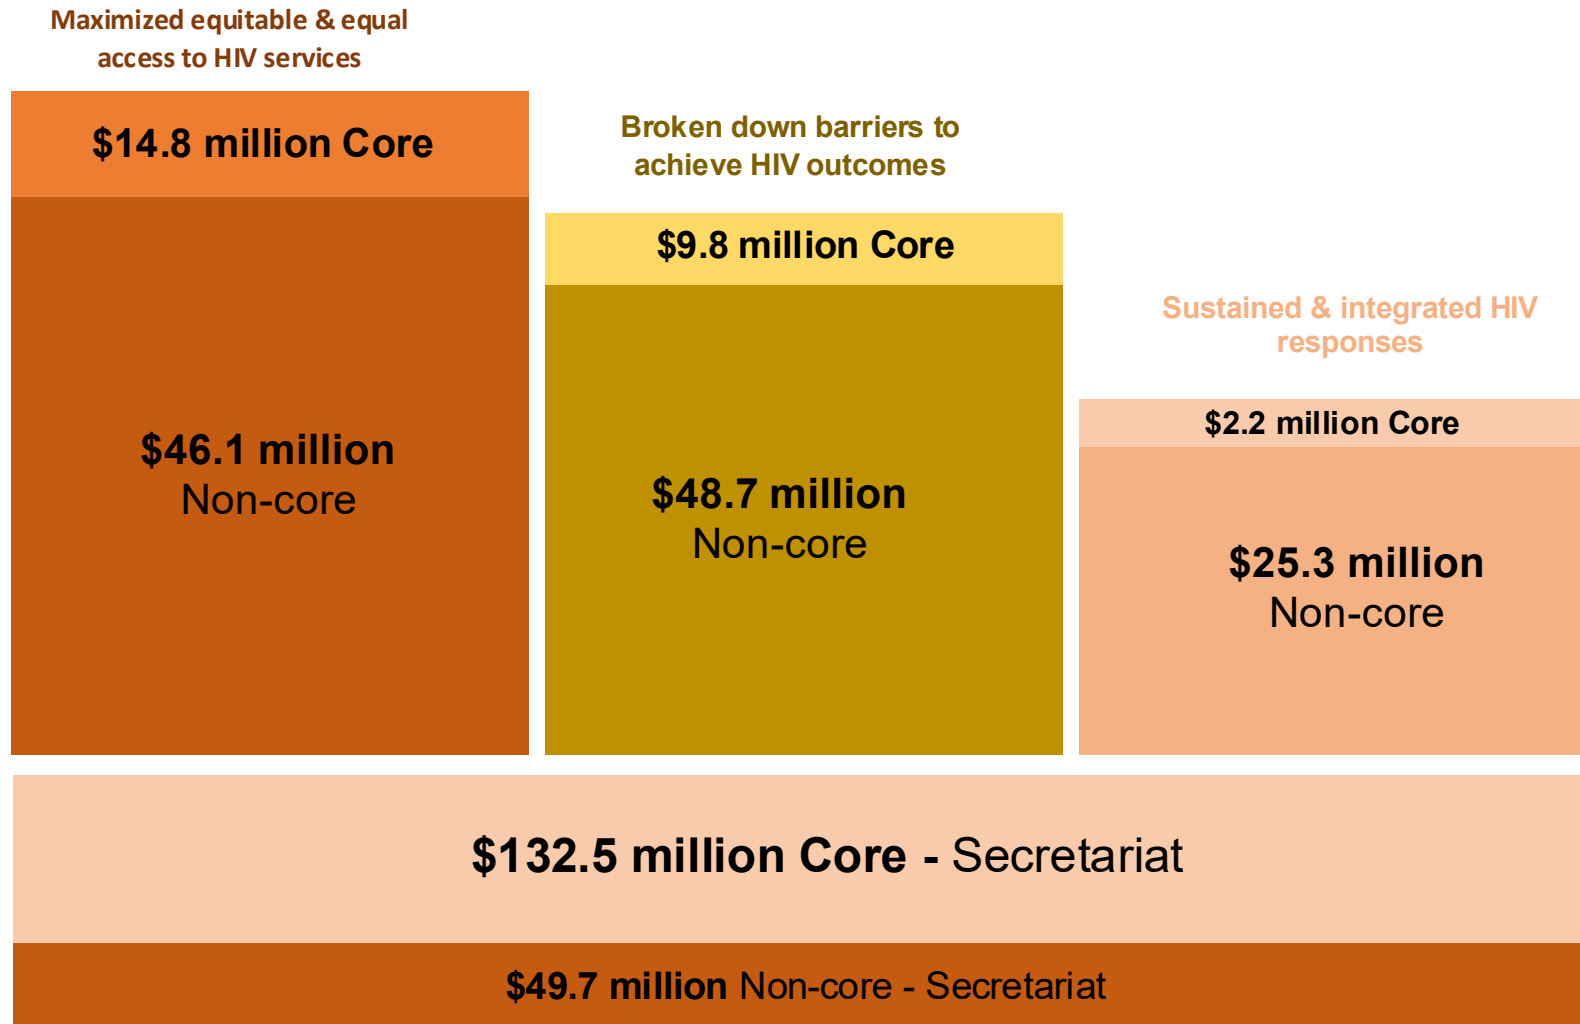 Maximized equitable & equal
access to HIV services
$14.8 million Core
$46.1 million
Non-core
Broken down barriers to
achieve HIV outcomes
$9.8 million Core
$48.7 million
Non-core
Sustained & integrated HIV
responses
$2.2 million Core
$25.3 million
Non-core
$132.5 million Core - Secretariat
$49.7 million Non-core - Secretariat